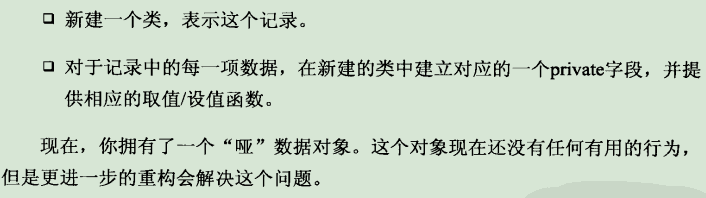 ❑ 新建一个类，表示这个记录。
❑ 对于记录中的每一项数据，在新建的类中建立对应的一个private字段，并提
供相应的取值/设值函数。
现在，你拥有了一个“哑”数据对象。这个对象现在还没有任何有用的行为，
但是更进一步的重构会解决这个问题。